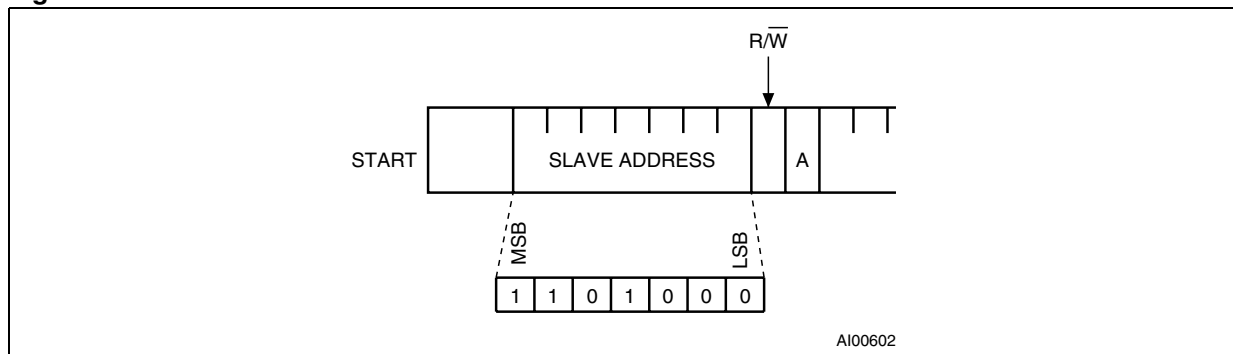 R/W̅
START
SLAVE ADDRESS
A
MSB
LSB
1 1 0 1 0 0 0
AI00602